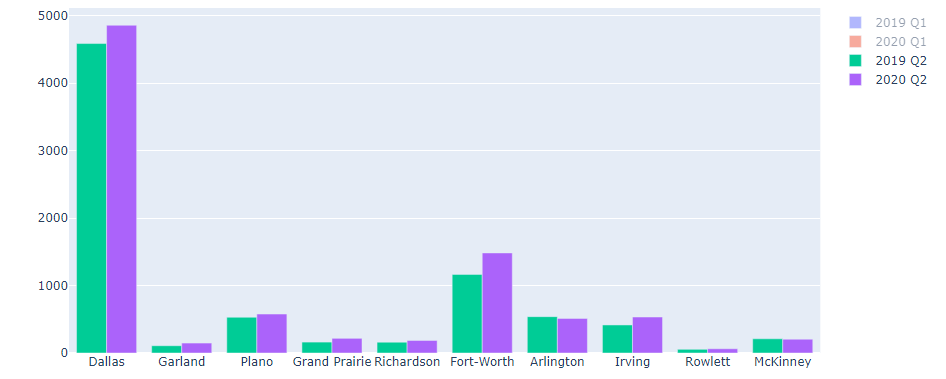 5000
4000
3000
2000
1000
0
Dallas Garland Plano Grand Prairie Richardson Fort-Worth Arlington Irving Rowlett McKinney
2019 Q1
2020 Q1
2019 Q2
2020 Q2